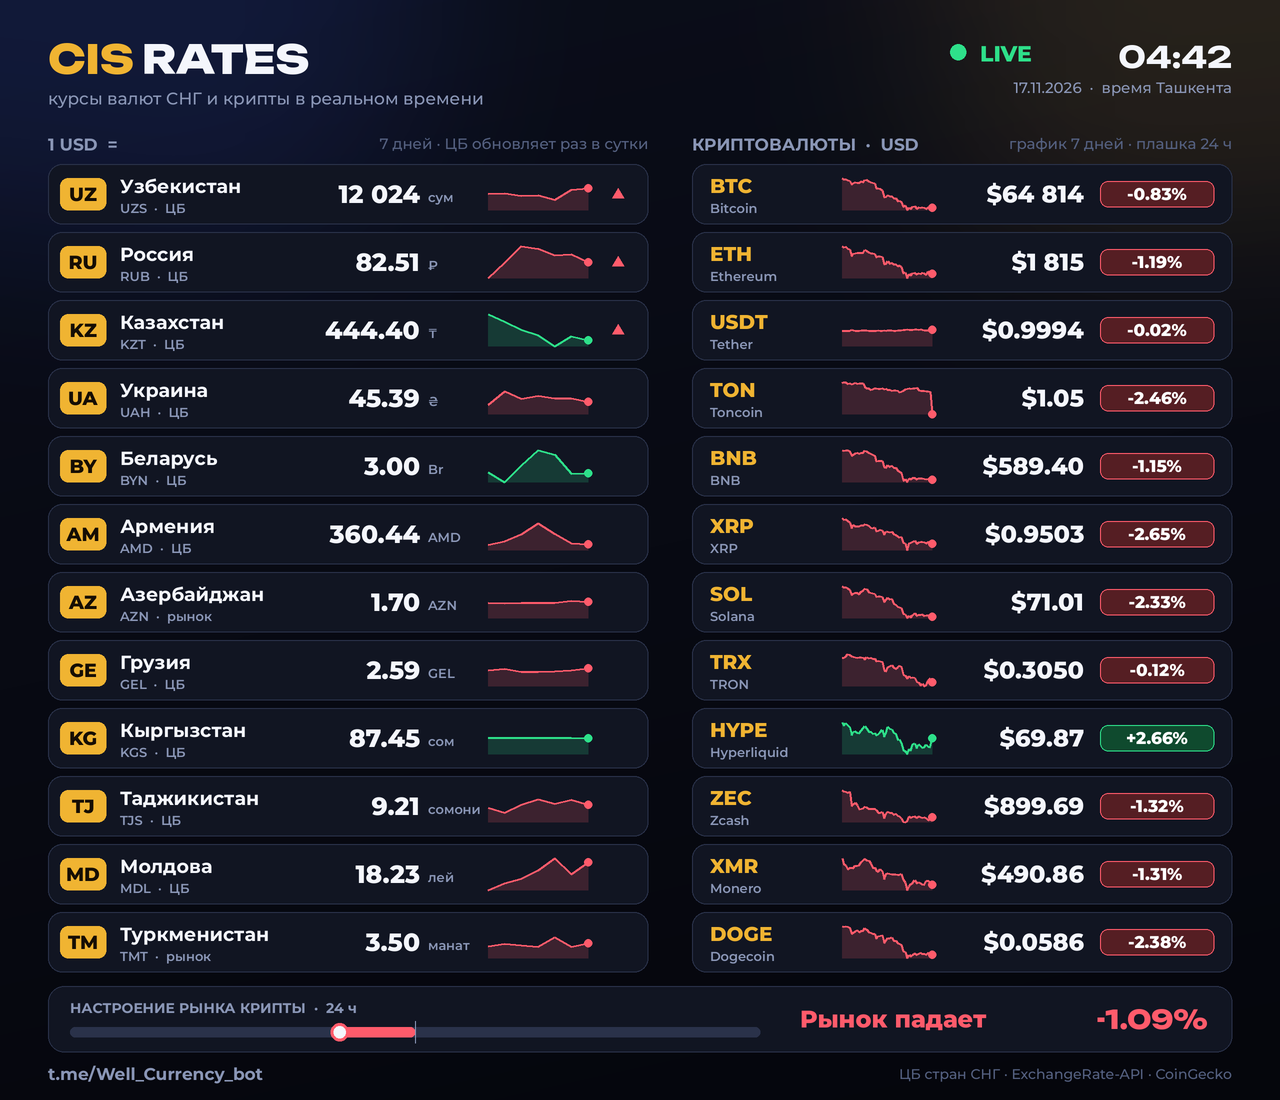 CIS RATES
курсы валют СНГ и крипты в реальном времени
LIVE
04:42
17.11.2026 · время Ташкента
1 USD =
7 дней · ЦБ обновляет раз в сутки
UZ Узбекистан 12 024 сум
UZS · ЦБ
RU Россия 82.51 ₽
RUB · ЦБ
KZ Казахстан 444.40 ₸
KZT · ЦБ
UA Украина 45.39 ₴
UAH · ЦБ
BY Беларусь 3.00 Br
BYN · ЦБ
AM Армения 360.44 AMD
AMD · ЦБ
AZ Азербайджан 1.70 AZN
AZN · рынок
GE Грузия 2.59 GEL
GEL · ЦБ
KG Кыргызстан 87.45 сом
KGS · ЦБ
TJ Таджикистан 9.21 сомони
TJS · ЦБ
MD Молдова 18.23 лей
MDL · ЦБ
TM Туркменистан 3.50 манат
TMT · рынок
КРИПТОВАЛЮТЫ · USD
график 7 дней · плашка 24 ч
BTC $64 814 -0.83%
Bitcoin
ETH $1 815 -1.19%
Ethereum
USDT $0.9994 -0.02%
Tether
TON $1.05 -2.46%
Toncoin
BNB $589.40 -1.15%
BNB
XRP $0.9503 -2.65%
XRP
SOL $71.01 -2.33%
Solana
TRX $0.3050 -0.12%
TRON
HYPE $69.87 +2.66%
Hyperliquid
ZEC $899.69 -1.32%
Zcash
XMR $490.86 -1.31%
Monero
DOGE $0.0586 -2.38%
Dogecoin
НАСТРОЕНИЕ РЫНКА КРИПТЫ · 24 ч
Рынок падает -1.09%
t.me/Well_Currency_bot
ЦБ стран СНГ · ExchangeRate-API · CoinGecko